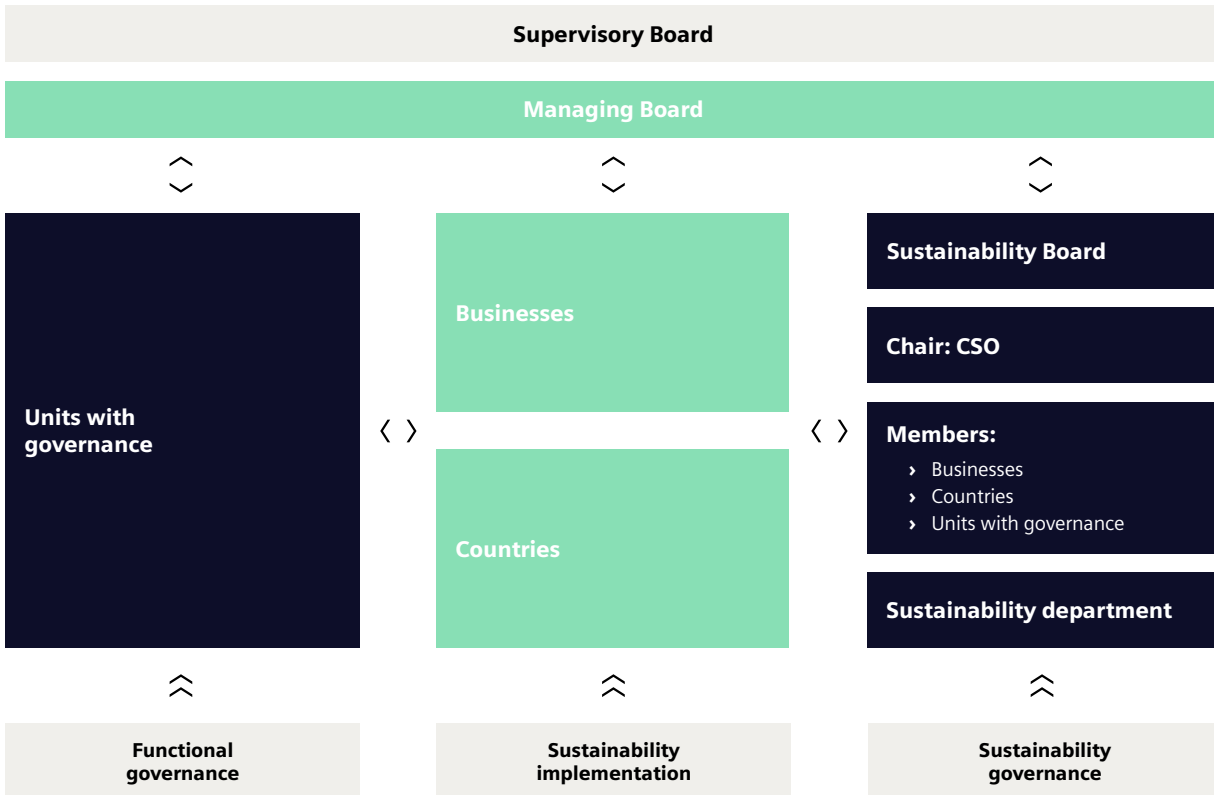 Supervisory Board
Managing Board
Units with
governance
Businesses
Countries
Sustainability Board
Chair: CSO
Members:
› Businesses
› Countries
› Units with governance
Sustainability department
Functional
governance
Sustainability
implementation
Sustainability
governance